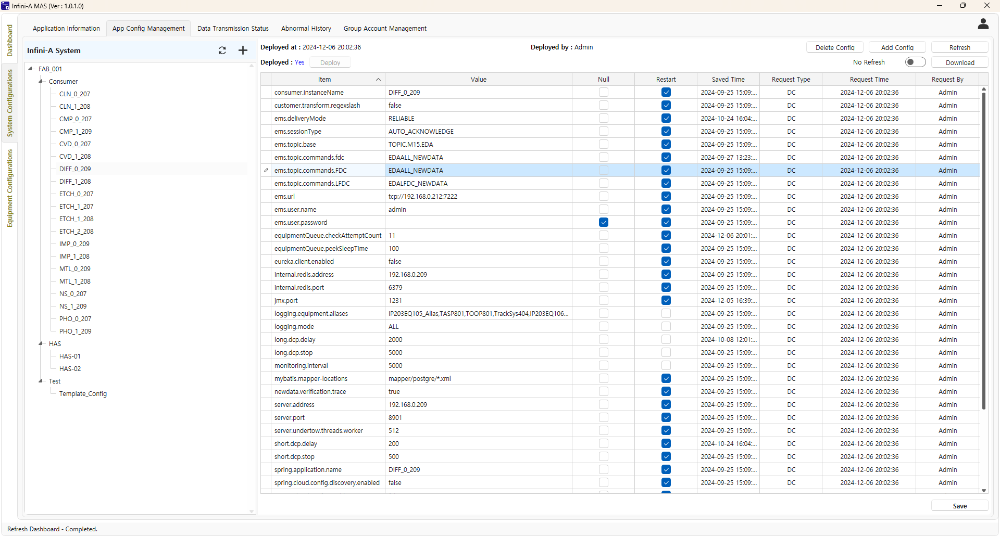 Infini-A MAS (Ver : 1.0.1.0)
Dashboard
System Configurations
Equipment Configurations
Application Information App Config Management Data Transmission Status Abnormal History Group Account Management
Infini-A System
FAB_001
Consumer
CLN_0_207
CLN_1_208
CMP_0_207
CMP_1_209
CVD_0_207
CVD_1_208
DIFF_0_209
DIFF_1_208
ETCH_0_207
ETCH_1_207
ETCH_1_208
ETCH_2_208
IMP_0_209
IMP_1_208
MTL_0_209
MTL_1_208
NS_0_207
NS_1_209
PHO_0_207
PHO_1_209
HAS
HAS-01
HAS-02
Test
Template_Config
Deployed at : 2024-12-06 20:02:36 Deployed by : Admin Delete Config Add Config Refresh
Deployed : Yes Deploy No Refresh Download
Item Value Null Restart Saved Time Request Type Request Time Request By
consumer.instanceName DIFF_0_209 2024-09-25 15:09:... DC 2024-12-06 20:02:36 Admin
customer.transform.regexslash false 2024-09-25 15:09:... DC 2024-12-06 20:02:36 Admin
ems.deliveryMode RELIABLE 2024-10-24 16:04:... DC 2024-12-06 20:02:36 Admin
ems.sessionType AUTO_ACKNOWLEDGE 2024-09-25 15:09:... DC 2024-12-06 20:02:36 Admin
ems.topic.base TOPIC.M15.EDA 2024-09-25 15:09:... DC 2024-12-06 20:02:36 Admin
ems.topic.commands.fdc EDAALL_NEWDATA 2024-09-27 13:23:... DC 2024-12-06 20:02:36 Admin
ems.topic.commands.FDC EDAALL_NEWDATA 2024-09-25 15:09:... DC 2024-12-06 20:02:36 Admin
ems.topic.commands.LFDC EDALFDC_NEWDATA 2024-09-25 15:09:... DC 2024-12-06 20:02:36 Admin
ems.url tcp://192.168.0.212:7222 2024-09-25 15:09:... DC 2024-12-06 20:02:36 Admin
ems.user.name admin 2024-09-25 15:09:... DC 2024-12-06 20:02:36 Admin
ems.user.password 2024-09-25 15:09:... DC 2024-12-06 20:02:36 Admin
equipmentQueue.checkAttemptCount 11 2024-12-06 20:01:... DC 2024-12-06 20:02:36 Admin
equipmentQueue.peekSleepTime 100 2024-09-25 15:09:... DC 2024-12-06 20:02:36 Admin
eureka.client.enabled false 2024-09-25 15:09:... DC 2024-12-06 20:02:36 Admin
internal.redis.address 192.168.0.209 2024-09-25 15:09:... DC 2024-12-06 20:02:36 Admin
internal.redis.port 6379 2024-09-25 15:09:... DC 2024-12-06 20:02:36 Admin
jmx.port 1231 2024-12-05 16:39:... DC 2024-12-06 20:02:36 Admin
logging.equipment.aliases IP203EQ105_Alias,TASP801,TOOP801,TrackSys404,IP203EQ106... 2024-09-25 15:09:... DC 2024-12-06 20:02:36 Admin
logging.mode ALL 2024-09-25 15:09:... DC 2024-12-06 20:02:36 Admin
long.dcp.delay 2000 2024-10-08 12:01:... DC 2024-12-06 20:02:36 Admin
long.dcp.stop 5000 2024-09-25 15:09:... DC 2024-12-06 20:02:36 Admin
monitoring.interval 5000 2024-09-25 15:09:... DC 2024-12-06 20:02:36 Admin
mybatis.mapper-locations mapper/postgre/*.xml 2024-09-25 15:09:... DC 2024-12-06 20:02:36 Admin
newdata.verification.trace true 2024-09-25 15:09:... DC 2024-12-06 20:02:36 Admin
server.address 192.168.0.209 2024-09-25 15:09:... DC 2024-12-06 20:02:36 Admin
server.port 8901 2024-09-25 15:09:... DC 2024-12-06 20:02:36 Admin
server.undertow.threads.worker 512 2024-09-25 15:09:... DC 2024-12-06 20:02:36 Admin
short.dcp.delay 200 2024-10-24 16:04:... DC 2024-12-06 20:02:36 Admin
short.dcp.stop 500 2024-09-25 15:09:... DC 2024-12-06 20:02:36 Admin
spring.application.name DIFF_0_209 2024-09-25 15:09:... DC 2024-12-06 20:02:36 Admin
spring.cloud.config.discovery.enabled false 2024-09-25 15:09:... DC 2024-12-06 20:02:36 Admin
Save
Refresh Dashboard - Completed.